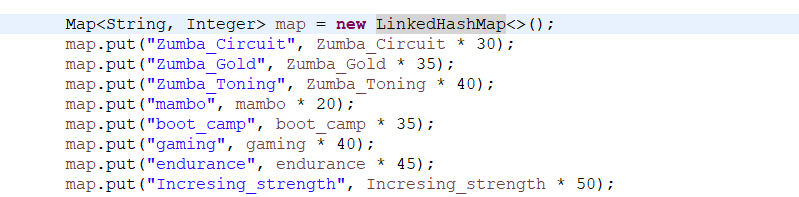 Map<String, Integer> map = new LinkedHashMap<>();
map.put("Zumba_Circuit", Zumba_Circuit * 30);
map.put("Zumba_Gold", Zumba_Gold * 35);
map.put("Zumba_Toning", Zumba_Toning * 40);
map.put("mambo", mambo * 20);
map.put("boot_camp", boot_camp * 35);
map.put("gaming", gaming * 40);
map.put("endurance", endurance * 45);
map.put("Incresing_strength", Incresing_strength * 50);